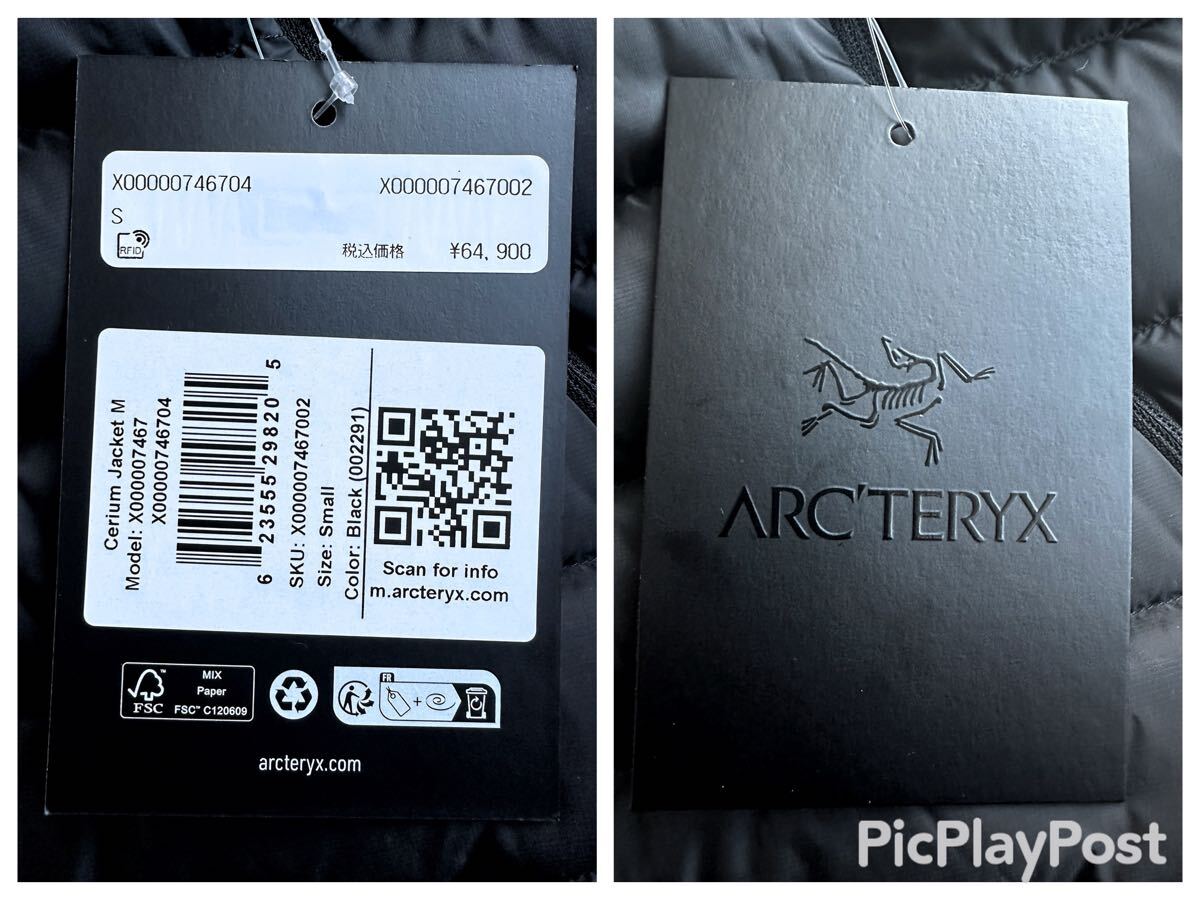 X00000746704
X000007467002
S
RFID
税込価格
¥64,900
Cerium Jacket M
Model: X000007467
X00000746704
6 23555 29820 5
SKU: X000007467002
Size: Small
Color: Black (002291)
Scan for info
m.arcteryx.com
FSC™
MIX
Paper
FSC™ C120609
FR
arcteryx.com
ARC'TERYX
PicPlayPost